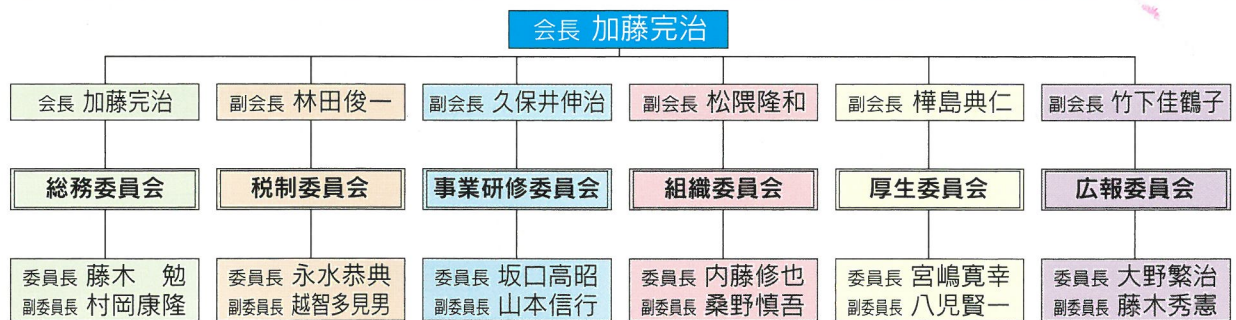 会長 加藤完治
会長 加藤完治
副会長 林田俊一
副会長 久保井伸治
副会長 松隈隆和
副会長 樺島典仁
副会長 竹下佳鶴子
総務委員会
税制委員会
事業研修委員会
組織委員会
厚生委員会
広報委員会
委員長 藤木　勉
副委員長 村岡康隆
委員長 永水恭典
副委員長 越智多見男
委員長 坂口高昭
副委員長 山本信行
委員長 内藤修也
副委員長 桑野慎吾
委員長 宮嶋寛幸
副委員長 八児賢一
委員長 大野繁治
副委員長 藤木秀憲